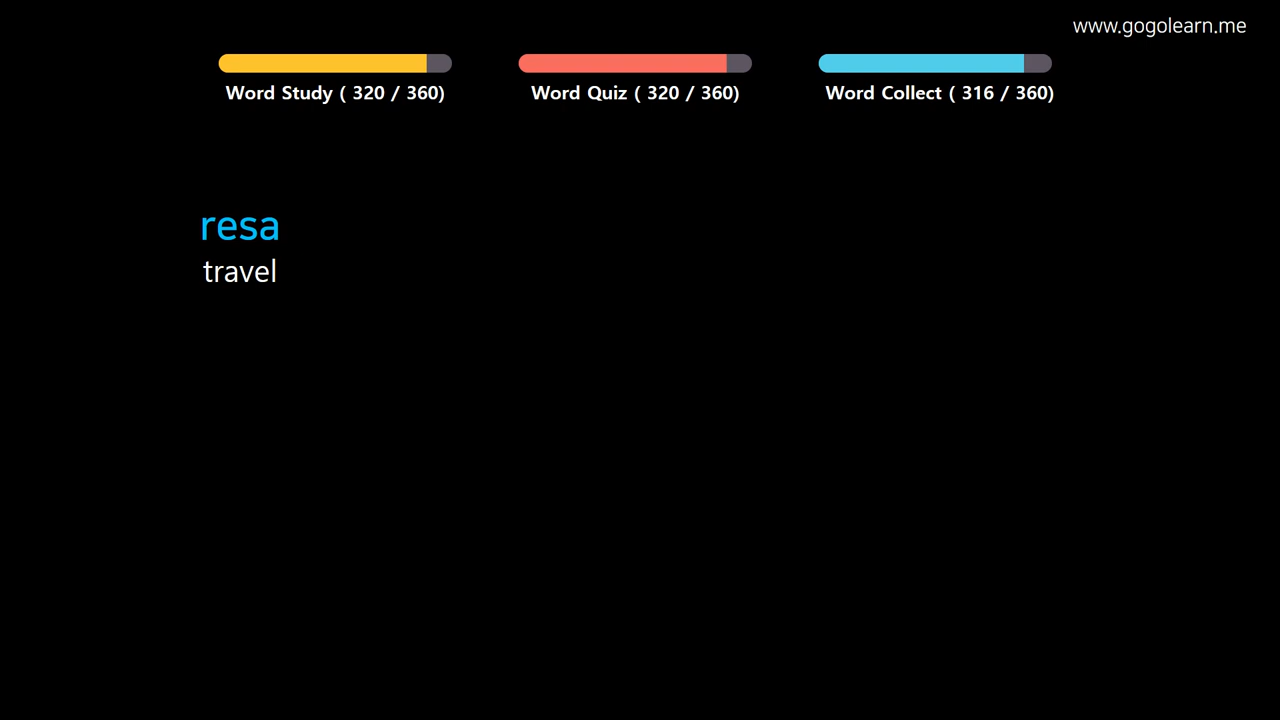 www.gogolearn.me
Word Study ( 320 / 360)
Word Quiz ( 320 / 360)
Word Collect ( 316 / 360)
resa
travel